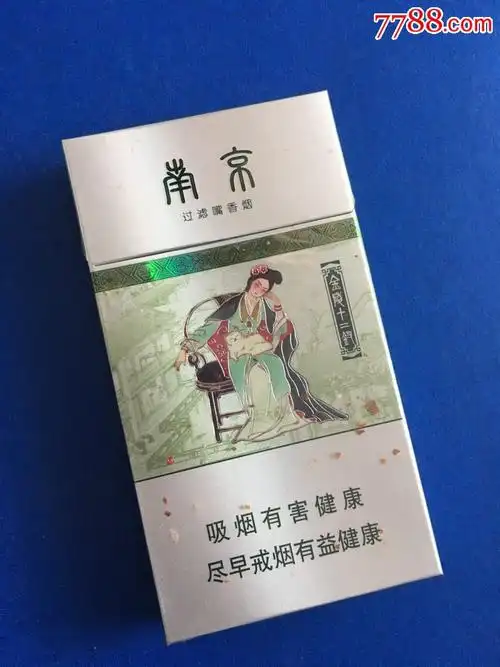 7788.com
南京
过滤嘴香烟
金陵十二釵
吸烟有害健康
尽早戒烟有益健康